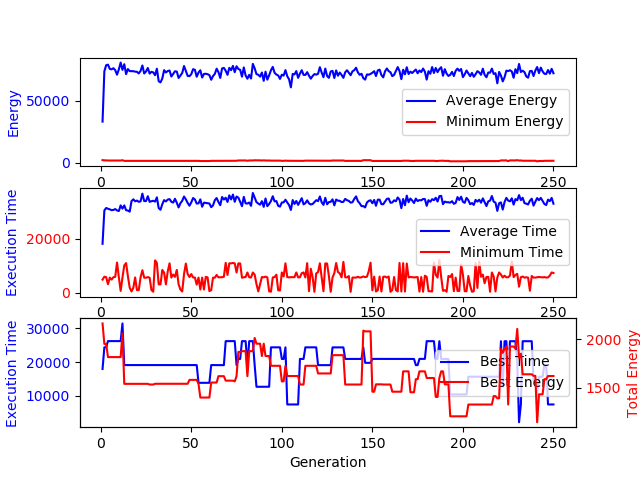 Energy
50000
0
Average Energy
Minimum Energy
0 50 100 150 200 250
Execution Time
20000
0
Average Time
Minimum Time
0 50 100 150 200 250
Execution Time
30000
20000
10000
Best Time
Best Energy
2000
1500
Total Energy
0 50 100 150 200 250
Generation